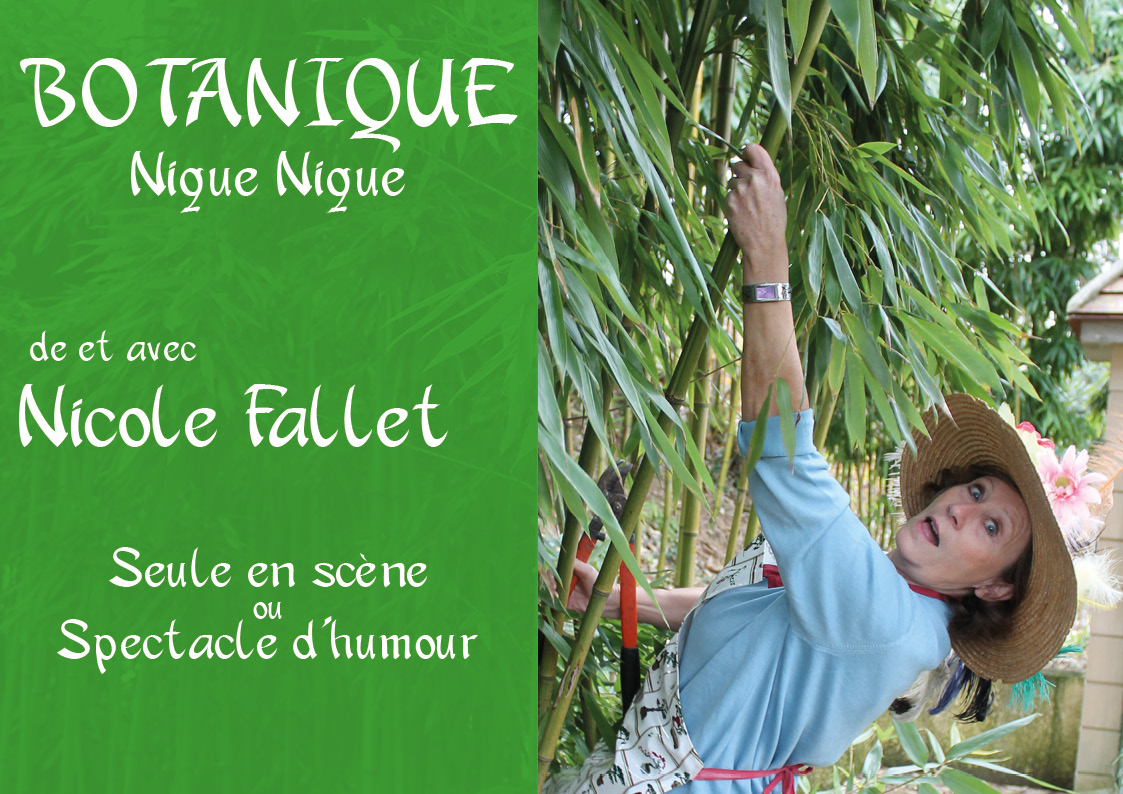 BOTANIQUE
Nique Nique
de et avec
Nicole Fallet
Seule en scène
ou
Spectacle d'humour